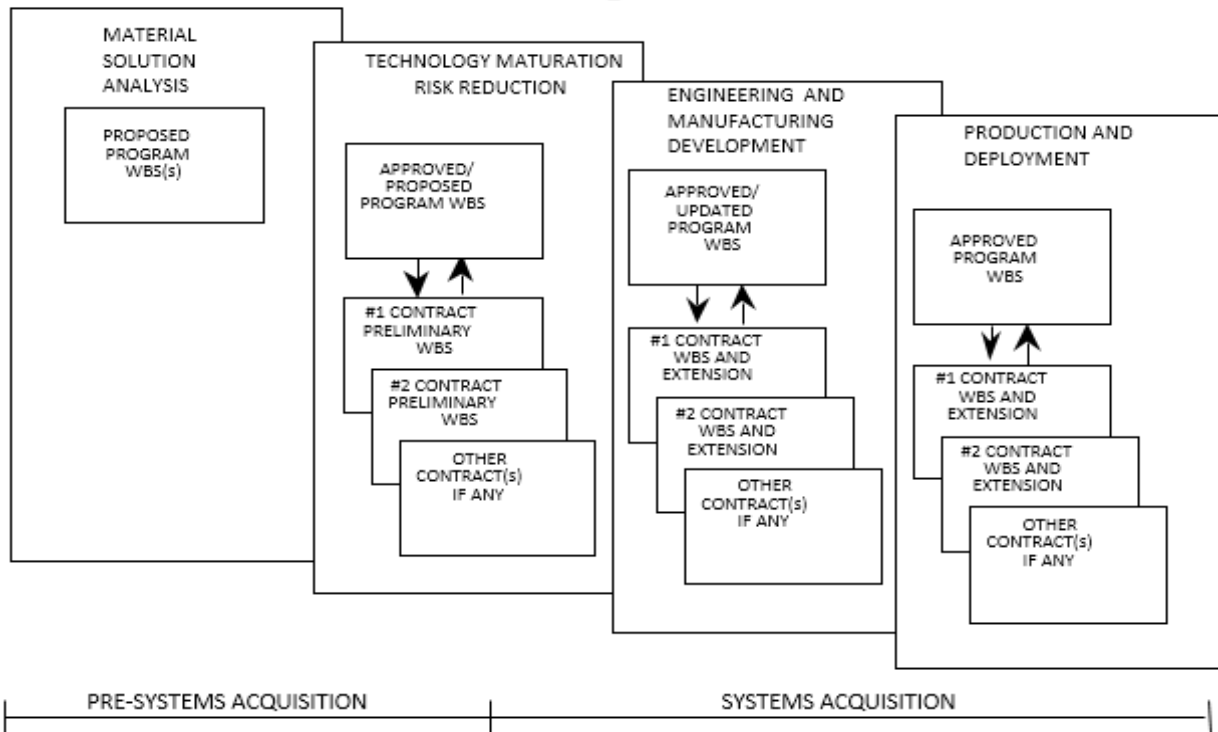 MATERIAL
SOLUTION
ANALYSIS
PROPOSED
PROGRAM
WBS(s)
TECHNOLOGY MATURATION
RISK REDUCTION
APPROVED/
PROPOSED
PROGRAM WBS
#1 CONTRACT
PRELIMINARY
WBS
#2 CONTRACT
PRELIMINARY
WBS
OTHER
CONTRACT(s)
IF ANY
ENGINEERING AND
MANUFACTURING
DEVELOPMENT
APPROVED/
UPDATED
PROGRAM
WBS
#1 CONTRACT
WBS AND
EXTENSION
#2 CONTRACT
WBS AND
EXTENSION
OTHER
CONTRACT(s)
IF ANY
PRODUCTION AND
DEPLOYMENT
APPROVED
PROGRAM
WBS
#1 CONTRACT
WBS AND
EXTENSION
#2 CONTRACT
WBS AND
EXTENSION
OTHER
CONTRACT(s)
IF ANY
PRE-SYSTEMS ACQUISITION
SYSTEMS ACQUISITION